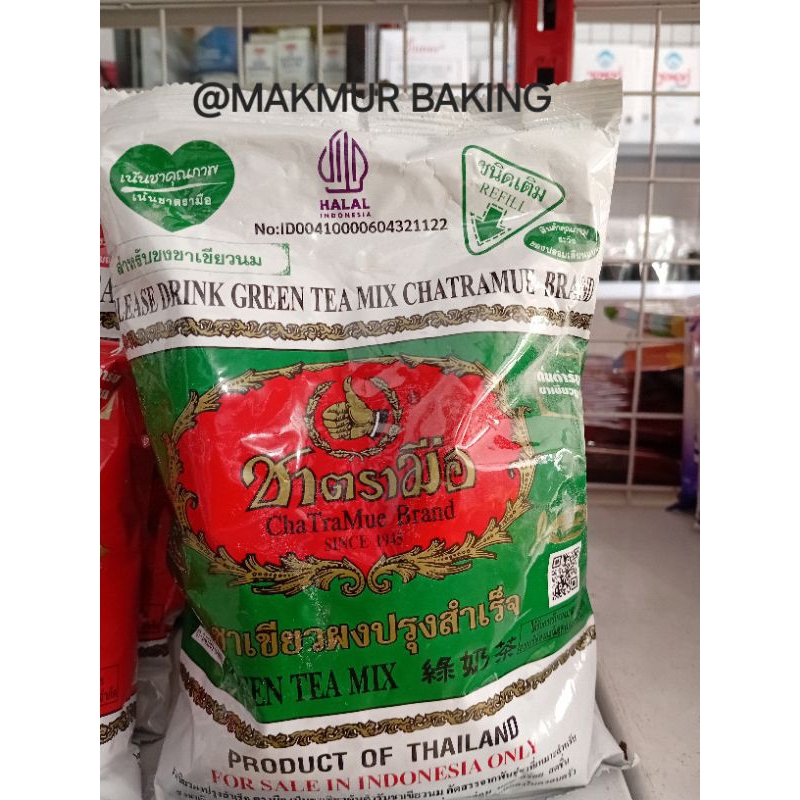 @MAKMUR BAKING
เน้นชาคุณภาพ
เน้นชาตรามือ
HALAL
INDONESIA
No:ID00410000604321122
ชนิดเติม
REFILL
สำหรับชงชาเขียวนม
LEASE DRINK GREEN TEA MIX CHATRAMUE BRAND
ชาตรามือ
ChaTraMue Brand
SINCE 1945
ชาเขียวผงปรุงสำเร็จ
EEN TEA MIX 綠奶茶
PRODUCT OF THAILAND
FOR SALE IN INDONESIA ONLY